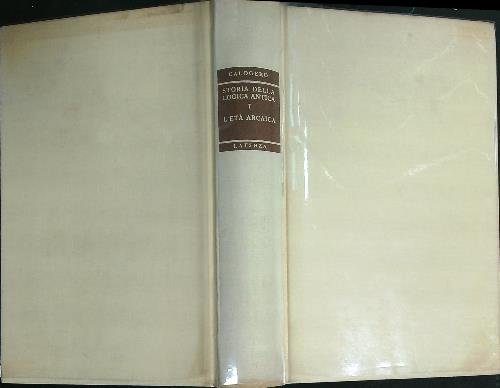 CALOGERO
STORIA DELLA
LOGICA ANTICA
I
L'ETÀ ARCAICA
LATERZA